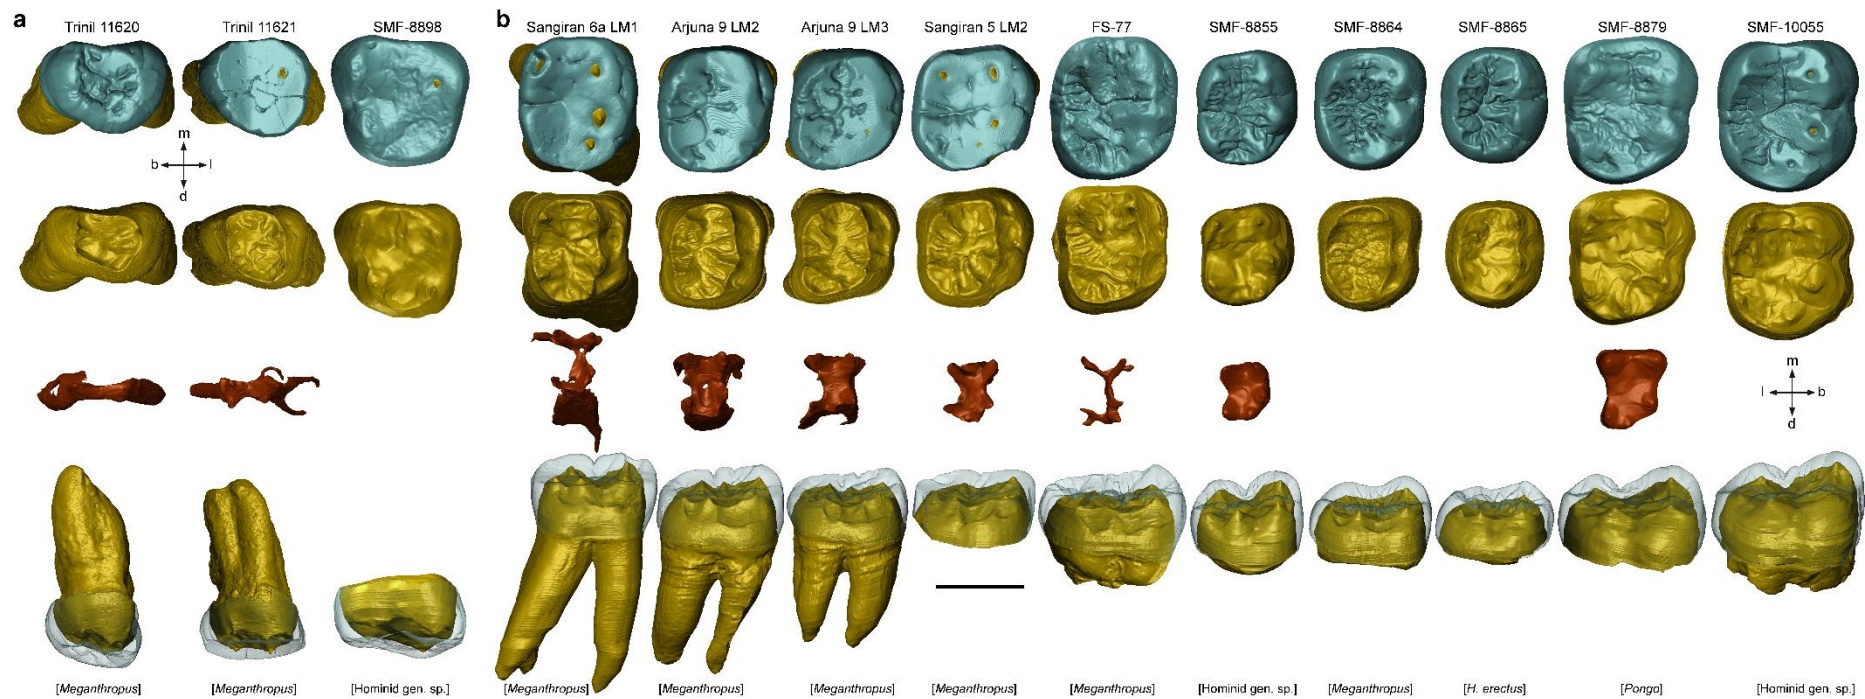 a
Trinil 11620 Trinil 11621 SMF-8898
m
b l
d
[Meganthropus] [Meganthropus] [Hominid gen. sp.]
b
Sangiran 6a LM1 Arjuna 9 LM2 Arjuna 9 LM3 Sangiran 5 LM2 FS-77 SMF-8855 SMF-8864 SMF-8865 SMF-8879 SMF-10055
m
l b
d
[Meganthropus] [Meganthropus] [Meganthropus] [Meganthropus] [Hominid gen. sp.] [Meganthropus] [H. erectus] [Pongo] [Hominid gen. sp.]